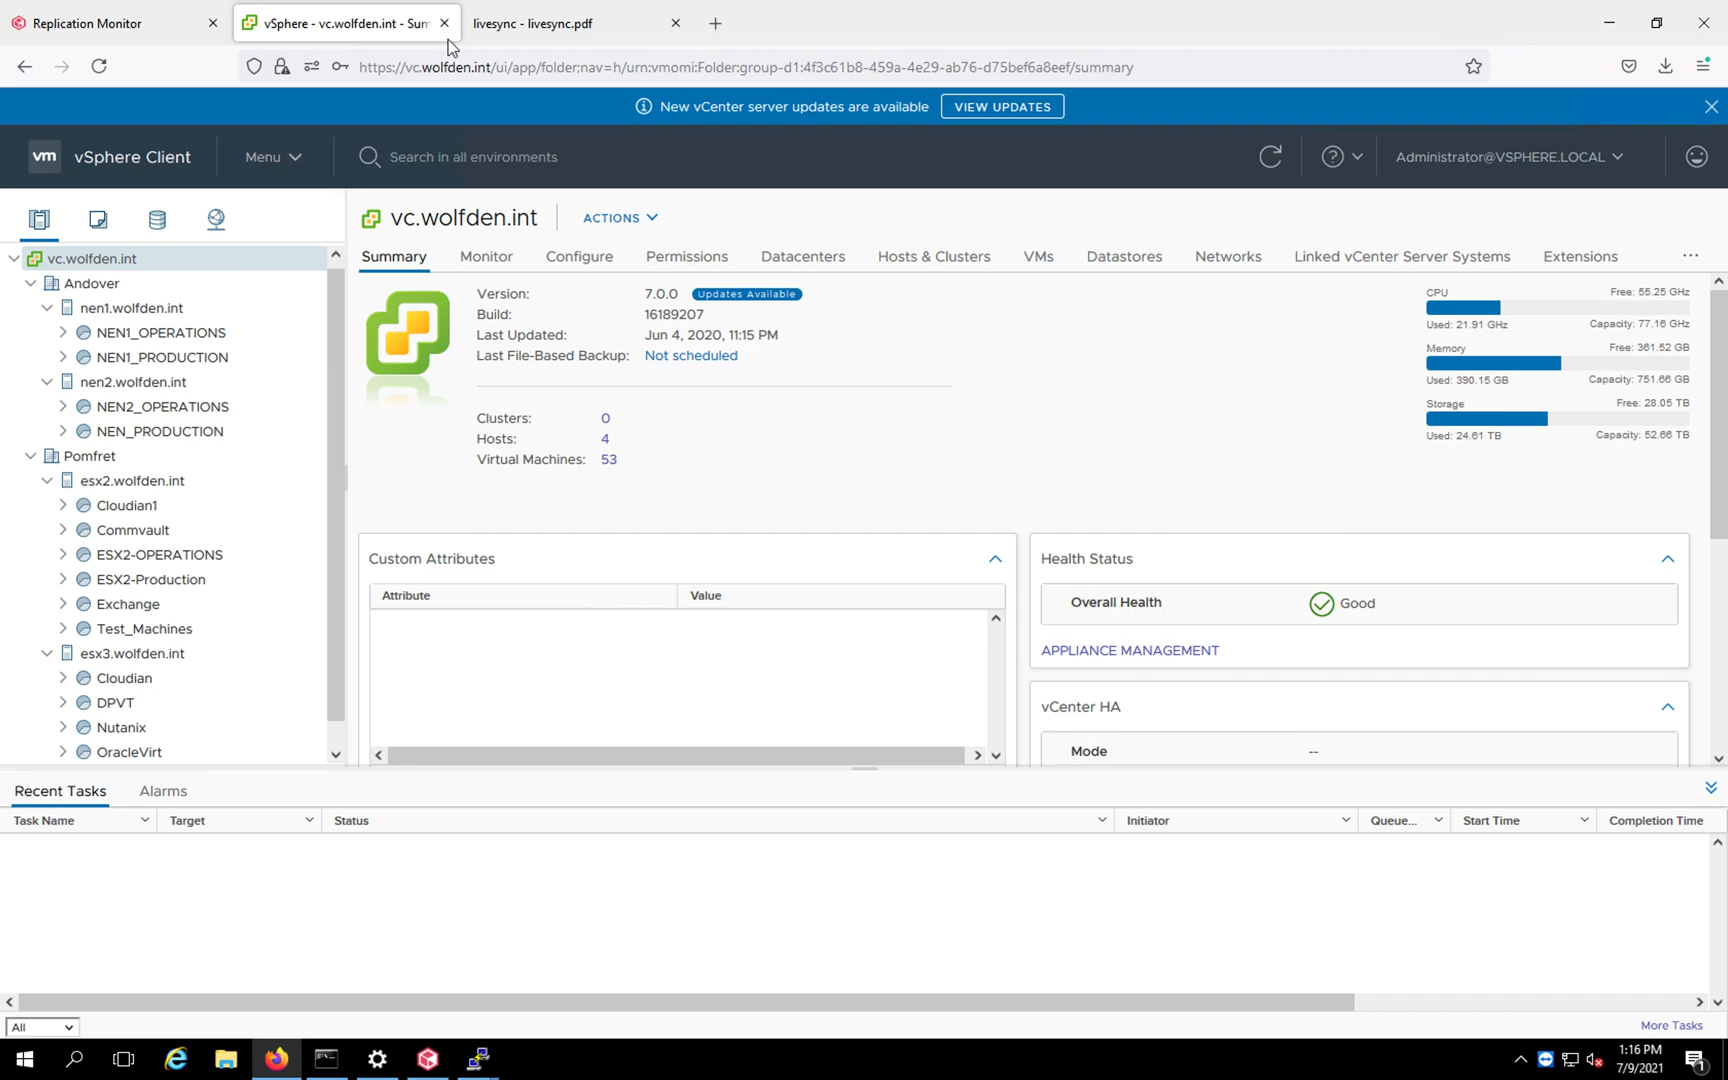 Replication Monitor
vSphere - vc.wolfden.int - Sum
livesync - livesync.pdf
https://vc.wolfden.int/ui/app/folder;nav=h/urn:vmomi:Folder:group-d1:4f3c61b8-459a-4e29-ab76-d75bef6a8eef/summary
New vCenter server updates are available
VIEW UPDATES
vm
vSphere Client
Menu
Search in all environments
Administrator@VSPHERE.LOCAL
vc.wolfden.int
Andover
nen1.wolfden.int
NEN1_OPERATIONS
NEN1_PRODUCTION
nen2.wolfden.int
NEN2_OPERATIONS
NEN_PRODUCTION
Pomfret
esx2.wolfden.int
Cloudian1
Commvault
ESX2-OPERATIONS
ESX2-Production
Exchange
Test_Machines
esx3.wolfden.int
Cloudian
DPVT
Nutanix
OracleVirt
vc.wolfden.int
ACTIONS
Summary
Monitor
Configure
Permissions
Datacenters
Hosts & Clusters
VMs
Datastores
Networks
Linked vCenter Server Systems
Extensions
Version: 7.0.0 Updates Available
Build: 16189207
Last Updated: Jun 4, 2020, 11:15 PM
Last File-Based Backup: Not scheduled
Clusters: 0
Hosts: 4
Virtual Machines: 53
CPU Free: 55.25 GHz
Used: 21.91 GHz Capacity: 77.16 GHz
Memory Free: 361.52 GB
Used: 390.15 GB Capacity: 751.66 GB
Storage Free: 28.05 TB
Used: 24.61 TB Capacity: 52.66 TB
Custom Attributes
Attribute Value
Health Status
Overall Health Good
APPLIANCE MANAGEMENT
vCenter HA
Mode --
Recent Tasks
Alarms
Task Name
Target
Status
Initiator
Queue...
Start Time
Completion Time
All
More Tasks
1:16 PM
7/9/2021
1